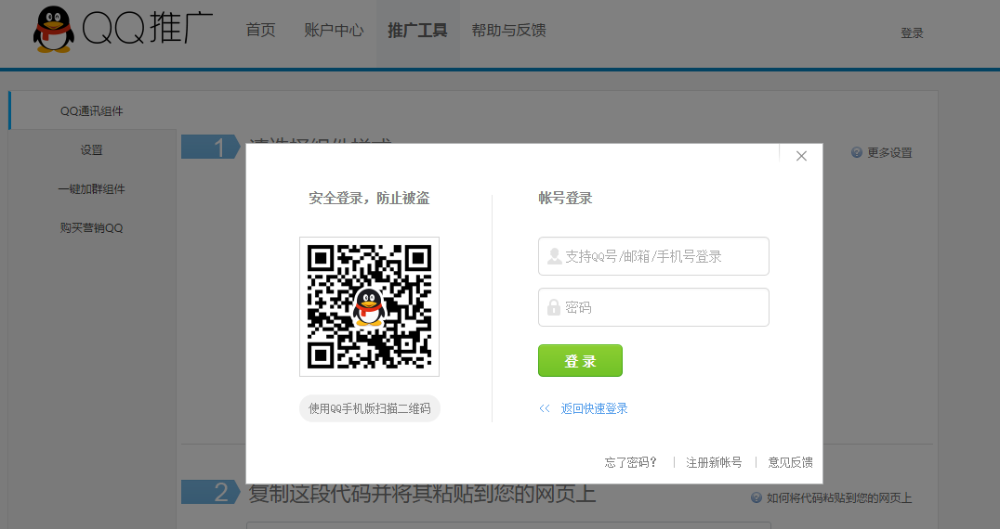 QQ推广
首页 账户中心 推广工具 帮助与反馈 登录
QQ通讯组件
设置
一键加群组件
购买营销QQ
1 请选择组件样式
更多设置
安全登录，防止被盗
使用QQ手机版扫描二维码
帐号登录
支持QQ号/邮箱/手机号登录
密码
登 录
<< 返回快速登录
忘了密码？ | 注册新帐号 | 意见反馈
2 复制这段代码并将其粘贴到您的网页上
如何将代码粘贴到您的网页上